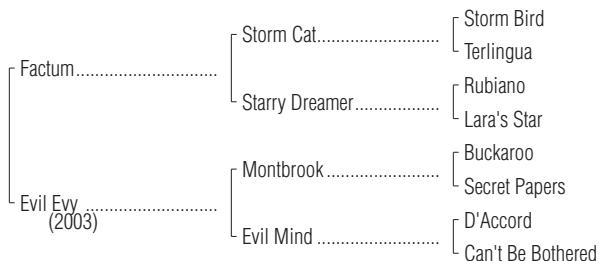 Storm Bird
Storm Cat....................................
Terlingua
Factum..........................................
Rubiano
Starry Dreamer.........................
Lara's Star
Buckaroo
Montbrook.................................
Secret Papers
Evil Evy.......................................
(2003)
D'Accord
Evil Mind....................................
Can't Be Bothered